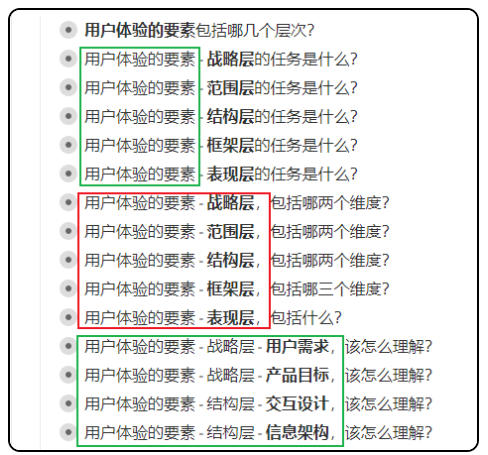 用户体验的要素包括哪几个层次?
用户体验的要素 - 战略层的任务是什么?
用户体验的要素 - 范围层的任务是什么?
用户体验的要素 - 结构层的任务是什么?
用户体验的要素 - 框架层的任务是什么?
用户体验的要素 - 表现层的任务是什么?
用户体验的要素 - 战略层，包括哪两个维度?
用户体验的要素 - 范围层，包括哪两个维度?
用户体验的要素 - 结构层，包括哪两个维度?
用户体验的要素 - 框架层，包括哪三个维度?
用户体验的要素 - 表现层，包括什么?
用户体验的要素 - 战略层 - 用户需求，该怎么理解?
用户体验的要素 - 战略层 - 产品目标，该怎么理解?
用户体验的要素 - 结构层 - 交互设计，该怎么理解?
用户体验的要素 - 结构层 - 信息架构，该怎么理解?